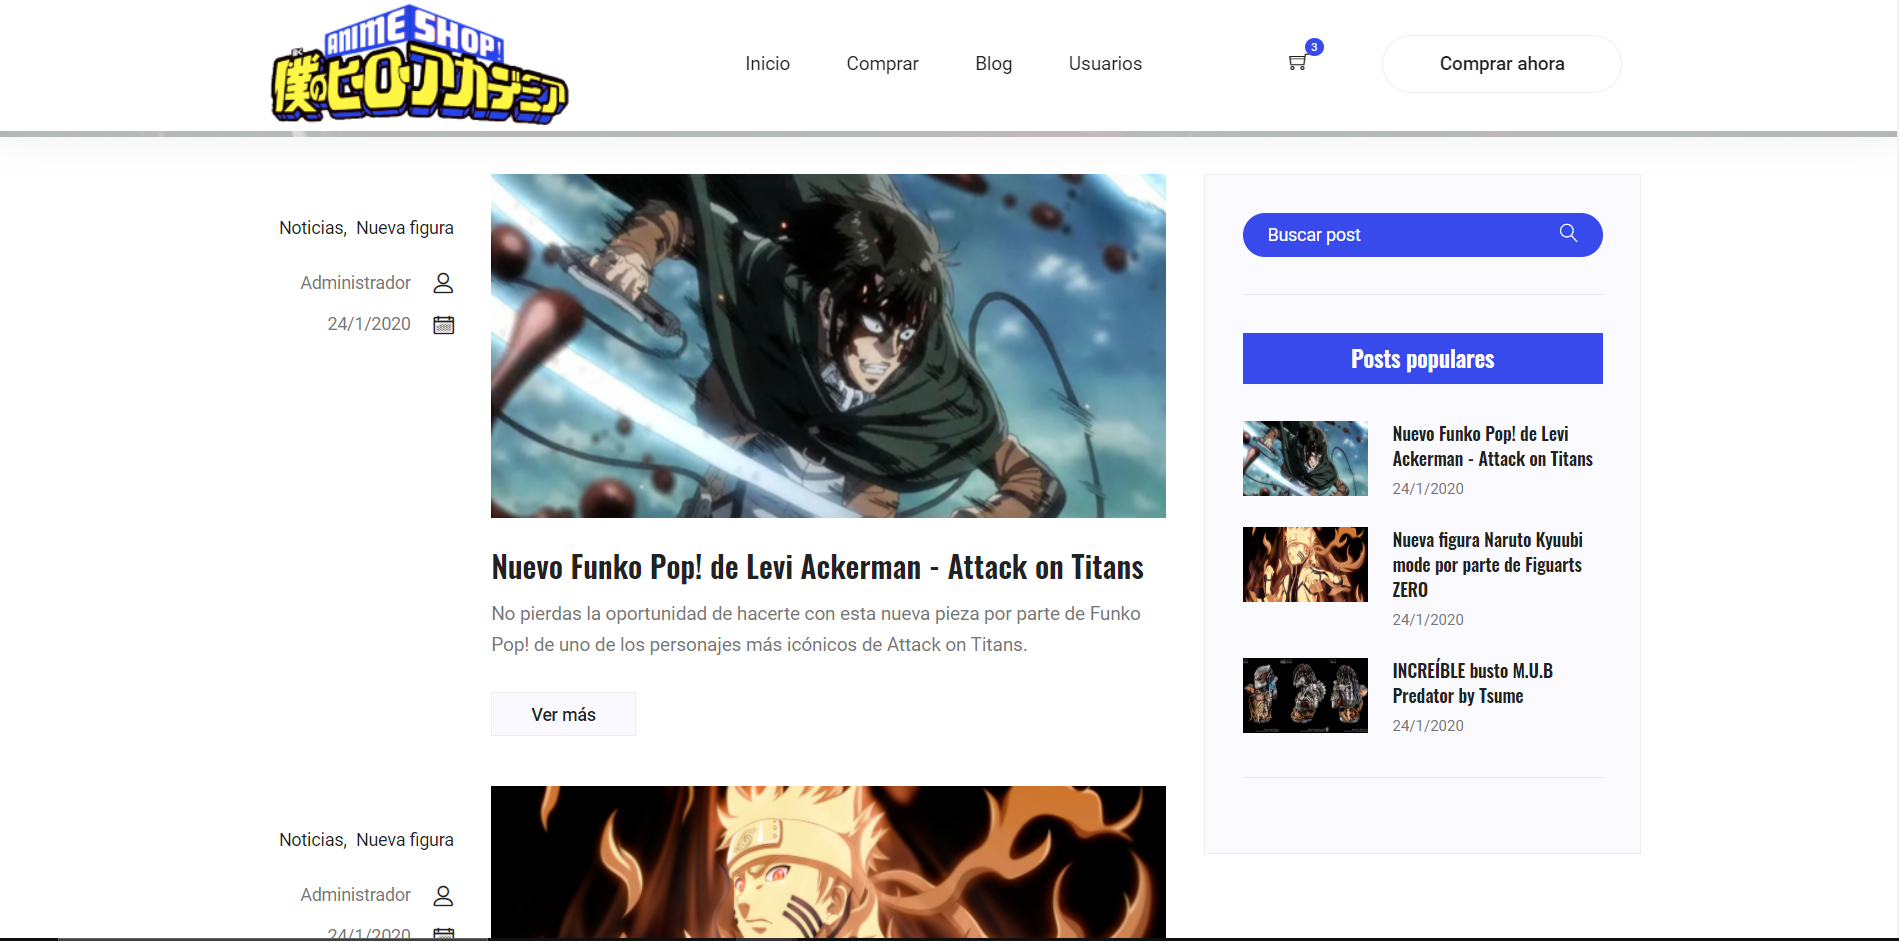 ANIME SHOP!
僕のヒーローアカデミア
Inicio
Comprar
Blog
Usuarios
3
Comprar ahora
Noticias, Nueva figura
Administrador
24/1/2020
Nuevo Funko Pop! de Levi Ackerman - Attack on Titans
No pierdas la oportunidad de hacerte con esta nueva pieza por parte de Funko
Pop! de uno de los personajes más icónicos de Attack on Titans.
Ver más
Noticias, Nueva figura
Administrador
24/1/2020
Buscar post
Posts populares
Nuevo Funko Pop! de Levi
Ackerman - Attack on Titans
24/1/2020
Nueva figura Naruto Kyuubi
mode por parte de Figuarts
ZERO
24/1/2020
INCREÍBLE busto M.U.B
Predator by Tsume
24/1/2020